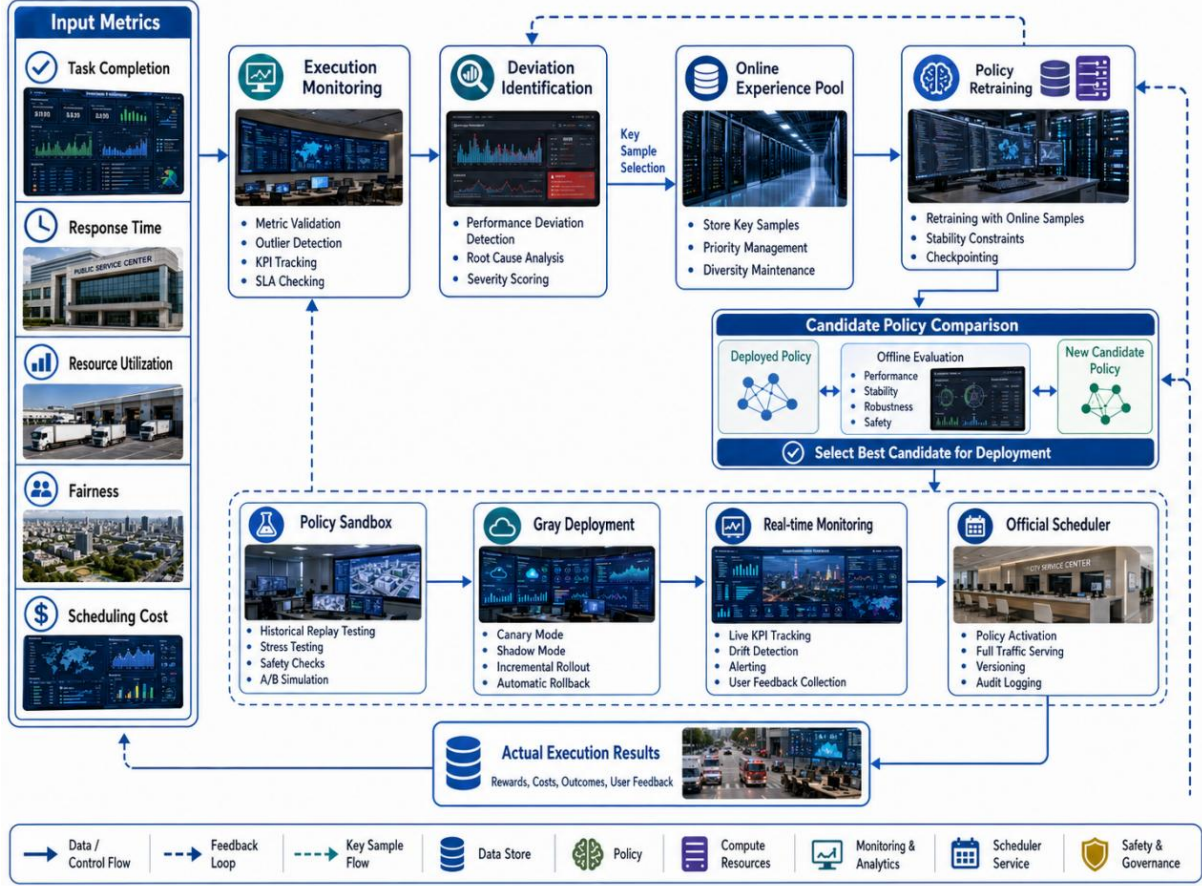 Input Metrics
Task Completion
Response Time
PUBLIC SERVICE CENTER
Resource Utilization
Fairness
Scheduling Cost
Execution
Monitoring
• Metric Validation
• Outlier Detection
• KPI Tracking
• SLA Checking
Deviation
Identification
• Performance Deviation
Detection
• Root Cause Analysis
• Severity Scoring
Key
Sample
Selection
Online
Experience Pool
• Store Key Samples
• Priority Management
• Diversity Maintenance
Policy
Retraining
• Retraining with Online Samples
• Stability Constraints
• Checkpointing
Candidate Policy Comparison
Deployed Policy
Offline Evaluation
• Performance
• Stability
• Robustness
• Safety
New Candidate
Policy
Select Best Candidate for Deployment
Policy Sandbox
• Historical Replay Testing
• Stress Testing
• Safety Checks
• A/B Simulation
Gray Deployment
• Canary Mode
• Shadow Mode
• Incremental Rollout
• Automatic Rollback
Real-time Monitoring
• Live KPI Tracking
• Drift Detection
• Alerting
• User Feedback Collection
Official Scheduler
CITY SERVICE CENTER
• Policy Activation
• Full Traffic Serving
• Versioning
• Audit Logging
Actual Execution Results
Rewards, Costs, Outcomes, User Feedback
Data /
Control Flow
Feedback
Loop
Key Sample
Flow
Data Store
Policy
Compute
Resources
Monitoring &
Analytics
Scheduler
Service
Safety &
Governance